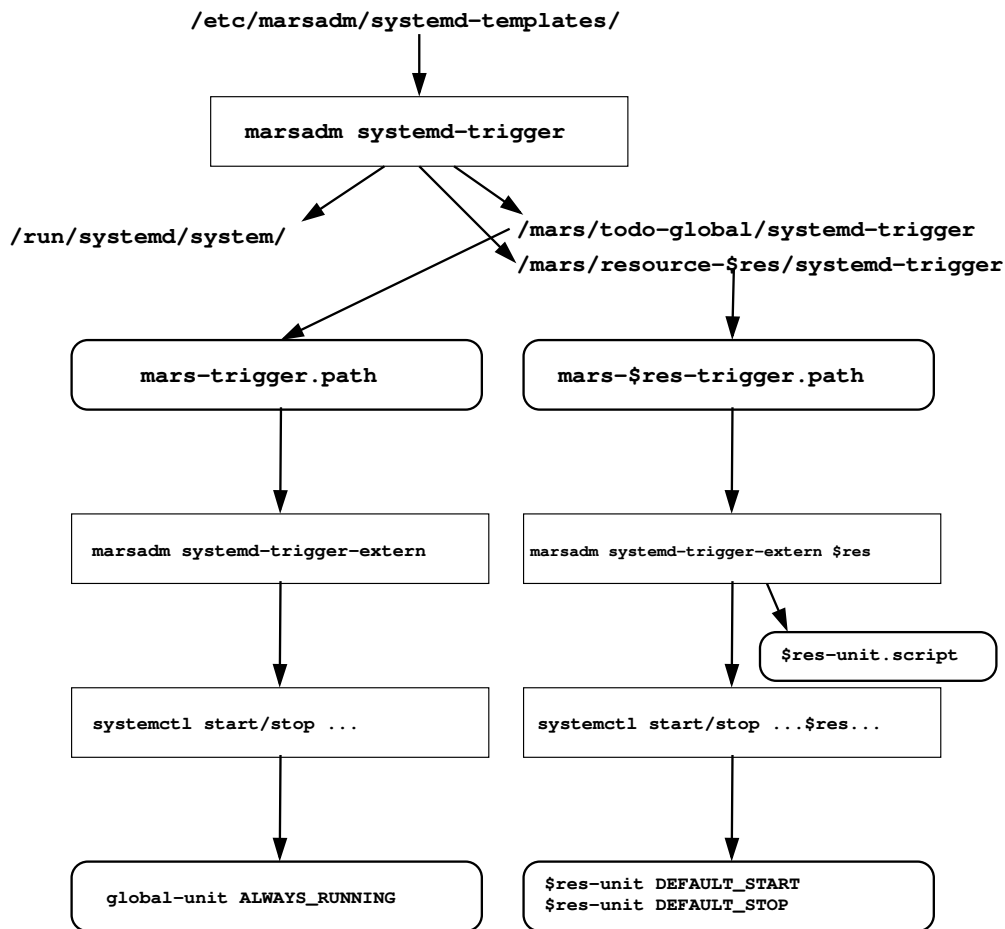 /etc/marsadm/systemd-templates/
marsadm systemd-trigger
/run/systemd/system/
/mars/todo-global/systemd-trigger
/mars/resource-$res/systemd-trigger
mars-trigger.path
mars-$res-trigger.path
marsadm systemd-trigger-extern
marsadm systemd-trigger-extern $res
$res-unit.script
systemctl start/stop ...
systemctl start/stop ...$res...
global-unit ALWAYS_RUNNING
$res-unit DEFAULT_START
$res-unit DEFAULT_STOP